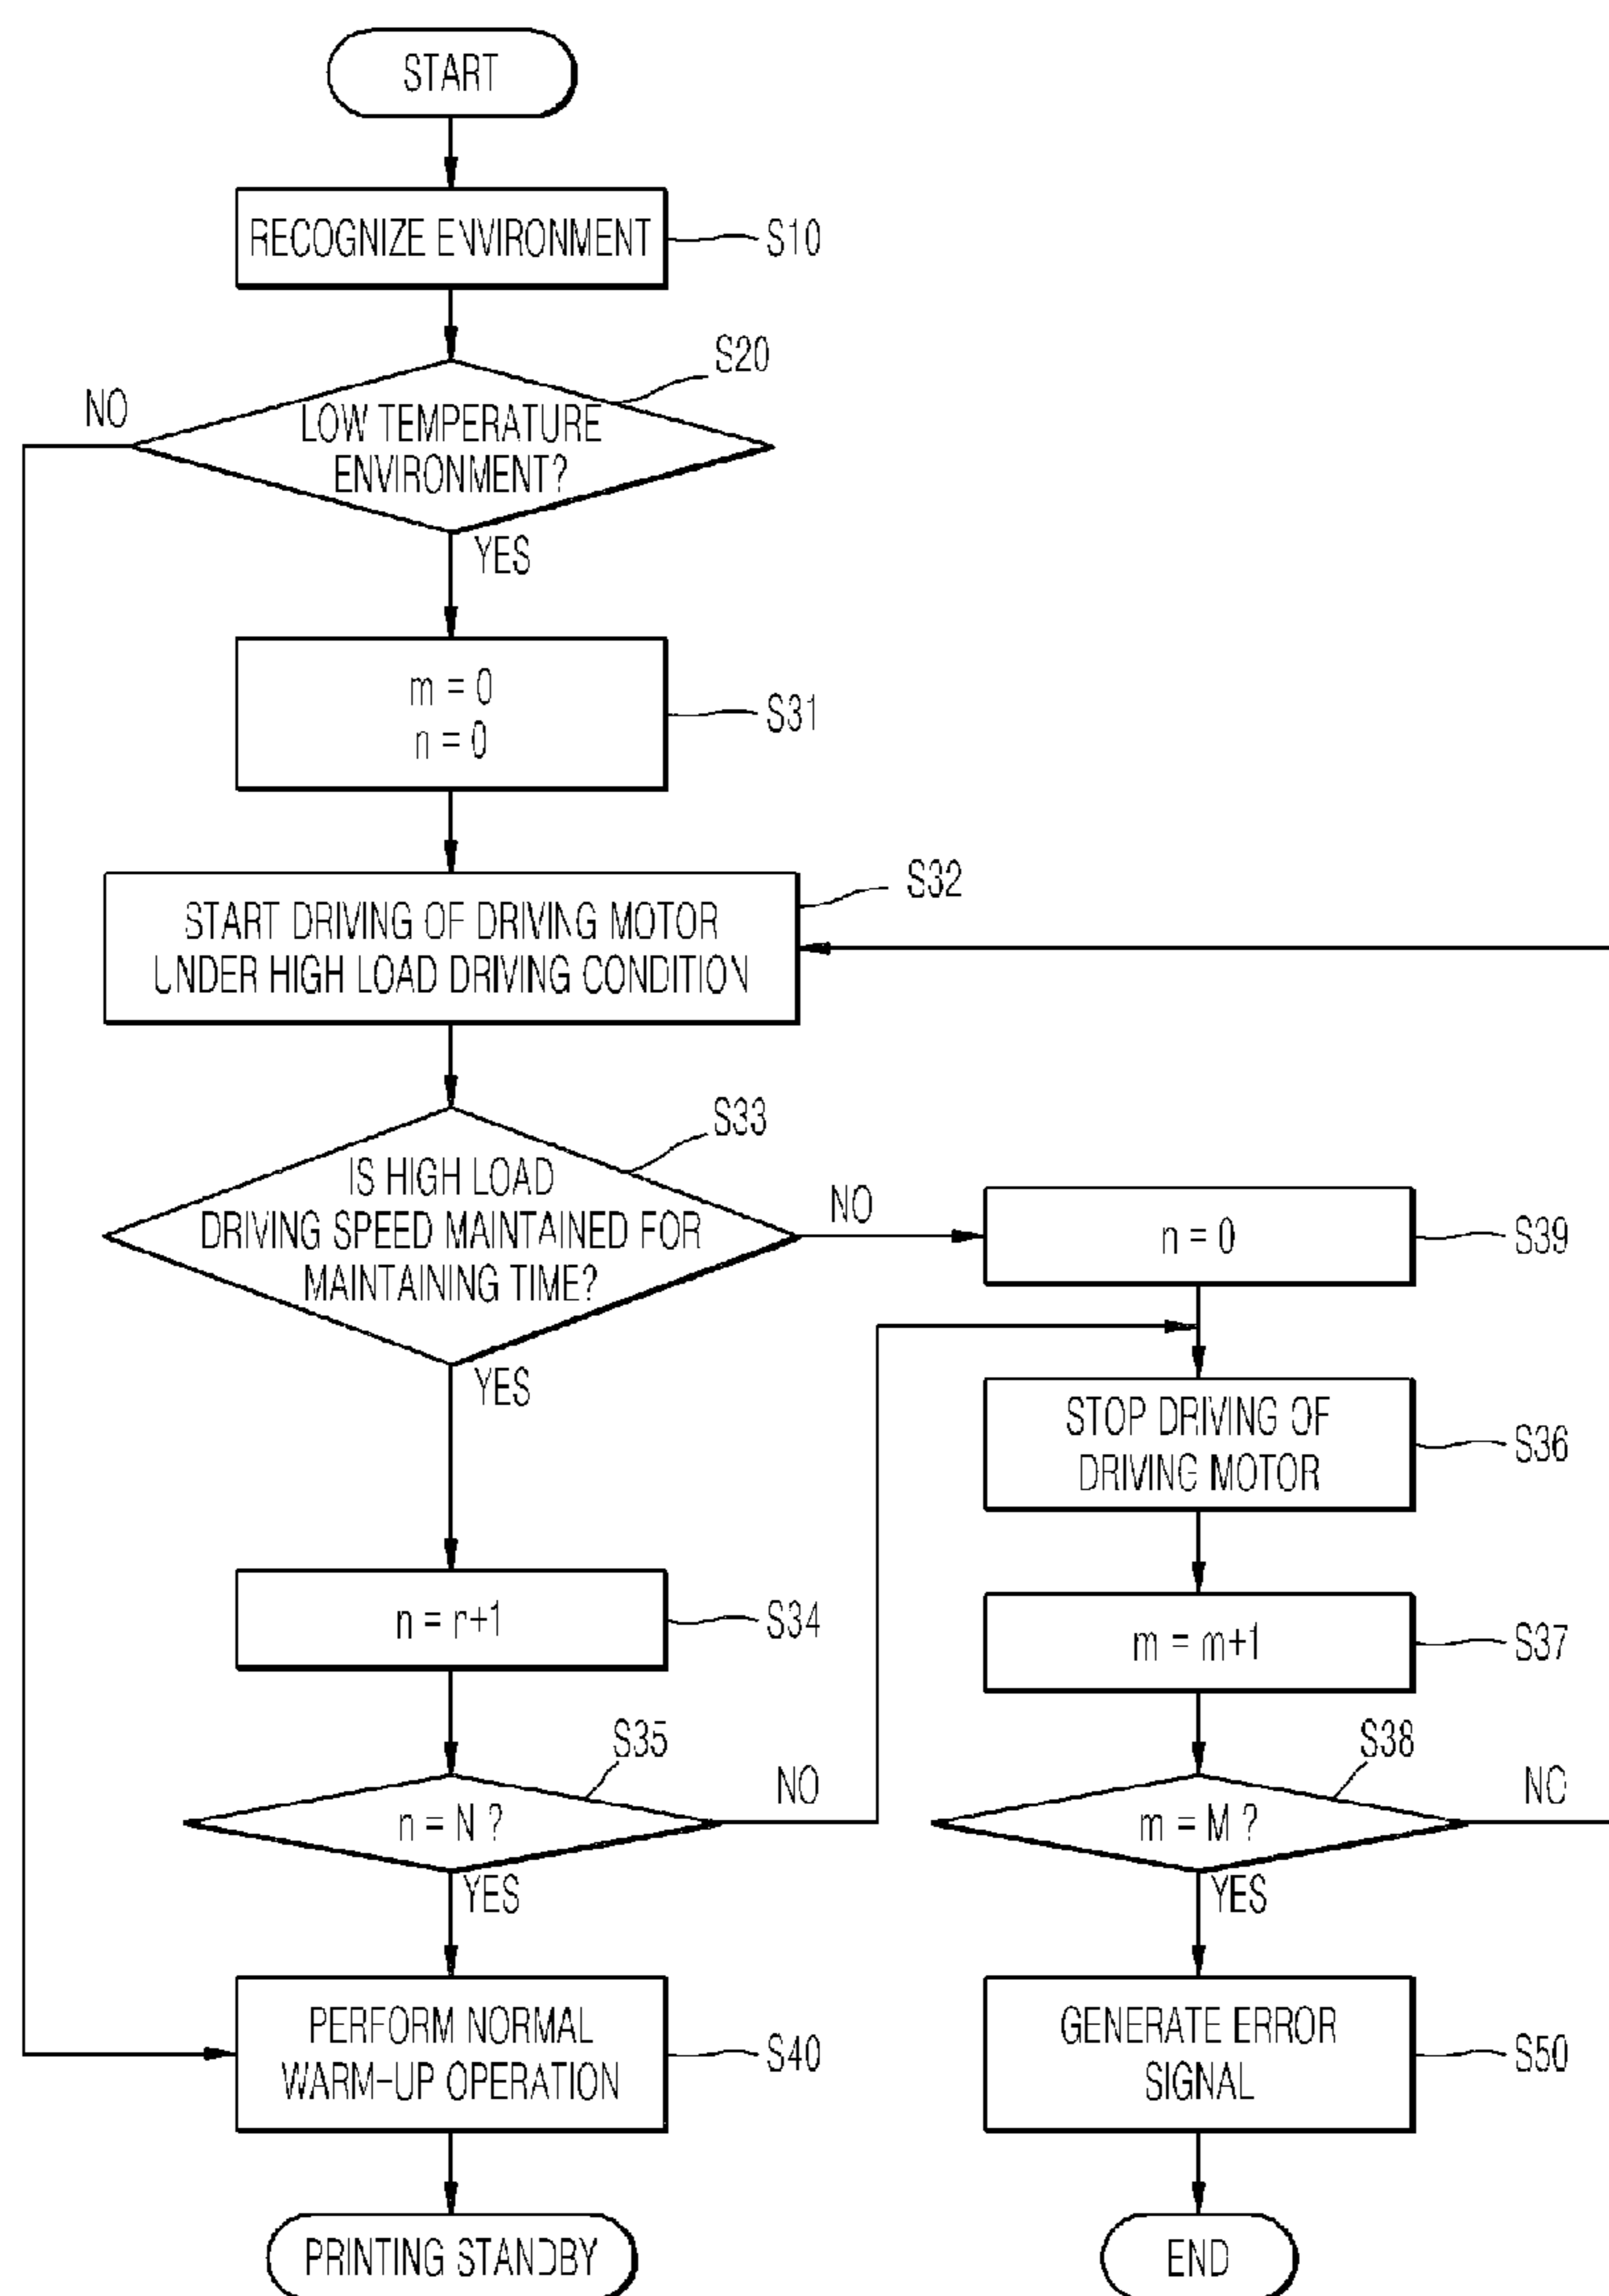 START
RECOGNIZE ENVIRONMENT
S10
S20
NO
LOW TEMPERATURE
ENVIRONMENT?
YES
m = 0
n = 0
S31
S32
START DRIVING OF DRIVING MOTOR
UNDER HIGH LOAD DRIVING CONDITION
S33
IS HIGH LOAD
DRIVING SPEED MAINTAINED FOR
MAINTAINING TIME?
NO
YES
n = 0
S39
STOP DRIVING OF
DRIVING MOTOR
S36
n = n+1
S34
m = m+1
S37
S35
n = N ?
NO
YES
S38
m = M ?
NO
YES
PERFORM NORMAL
WARM-UP OPERATION
S40
GENERATE ERROR
SIGNAL
S50
PRINTING STANDBY
END